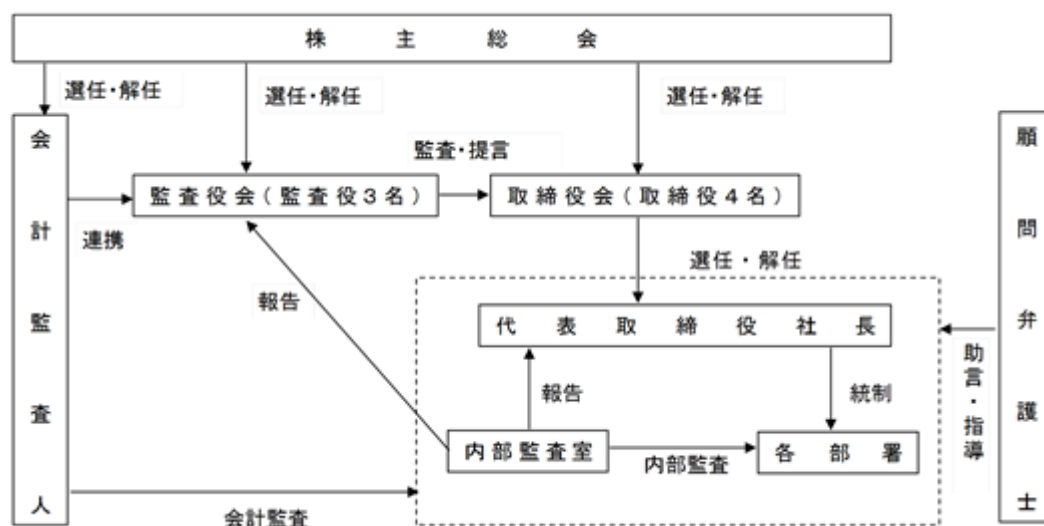 株主総会
選任・解任
選任・解任
選任・解任
会計監査人
顧問弁護士
監査・提言
監査役会(監査役3名)
取締役会(取締役4名)
連携
選任・解任
報告
代表取締役社長
助言・指導
報告
統制
内部監査室
各部署
内部監査
会計監査